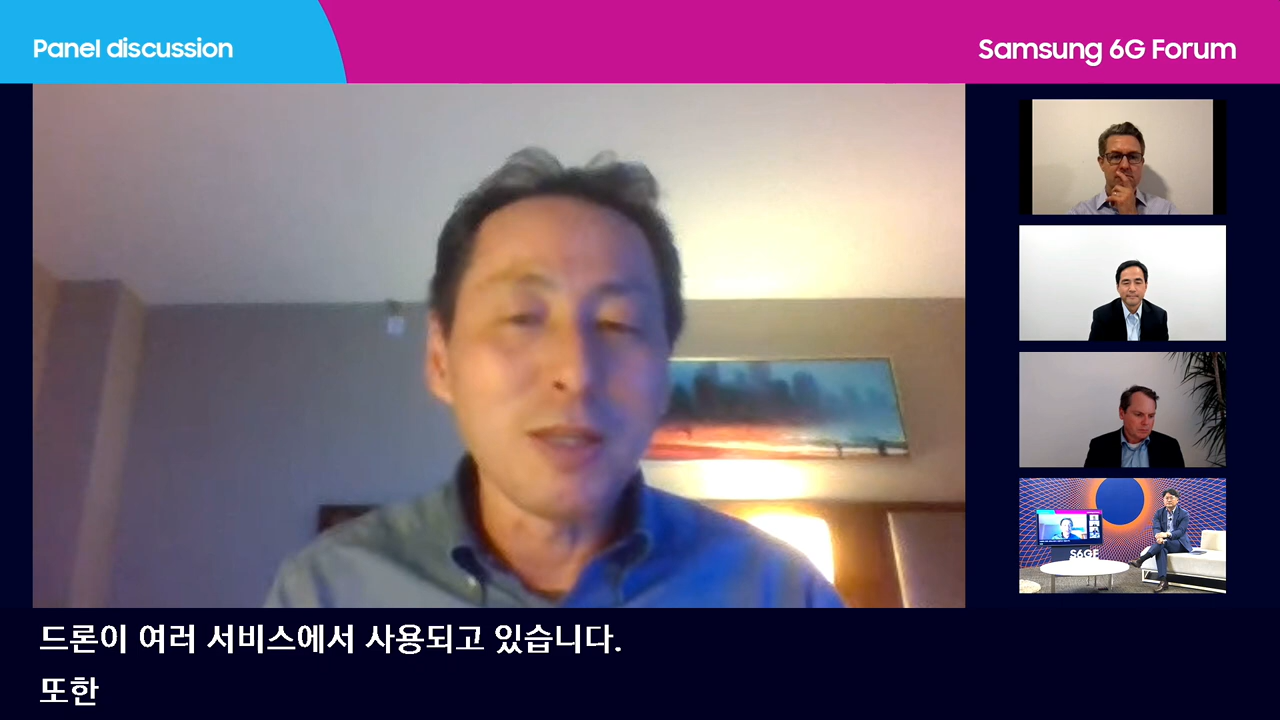 Panel discussion
Samsung 6G Forum
S6GF
드론이 여러 서비스에서 사용되고 있습니다.
또한